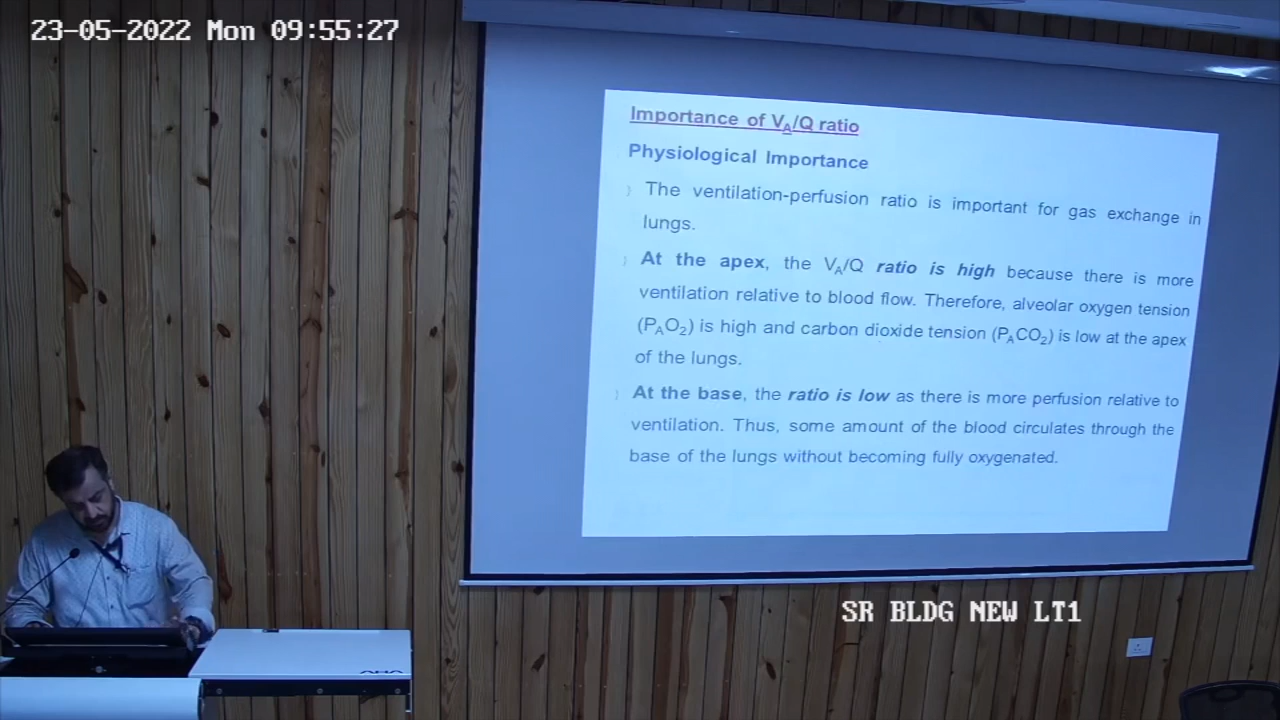 23-05-2022 Mon 09:55:27
Importance of VA/Q ratio
Physiological Importance
The ventilation-perfusion ratio is important for gas exchange in
lungs.
At the apex, the VA/Q ratio is high because there is more
ventilation relative to blood flow. Therefore, alveolar oxygen tension
(PAO2) is high and carbon dioxide tension (PACO2) is low at the apex
of the lungs.
At the base, the ratio is low as there is more perfusion relative to
ventilation. Thus, some amount of the blood circulates through the
base of the lungs without becoming fully oxygenated.
SR BLDG NEW LT1